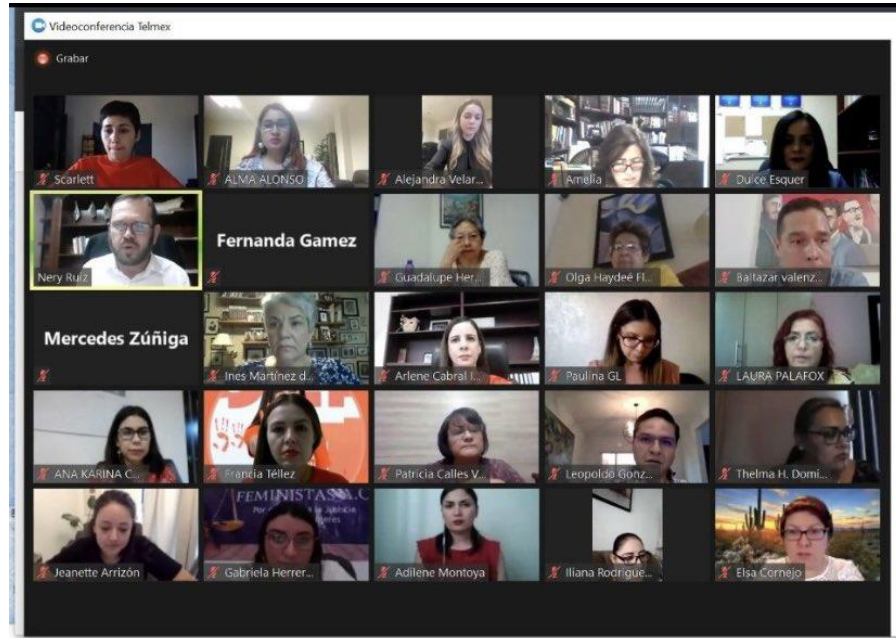 Videoconferencia Telmex
Grabar
Scarlett
ALMA ALONSO
Alejandra Velar...
Amelia
Dulce Esquer
Nery Ruiz
Fernanda Gamez
Guadalupe Her...
Olga Haydeé Fl...
Baltazar valenz...
Mercedes Zúñiga
Ines Martínez d...
Arlene Cabral I...
Paulina GL
LAURA PALAFOX
ANA KARINA C...
Francia Téllez
Patricia Calles V...
Leopoldo Gonz...
Thelma H. Domi...
FEMINISTAS A.C
Jeanette Arrizón
Gabriela Herrer...
Adilene Montoya
Iliana Rodrigue...
Elsa Cornejo